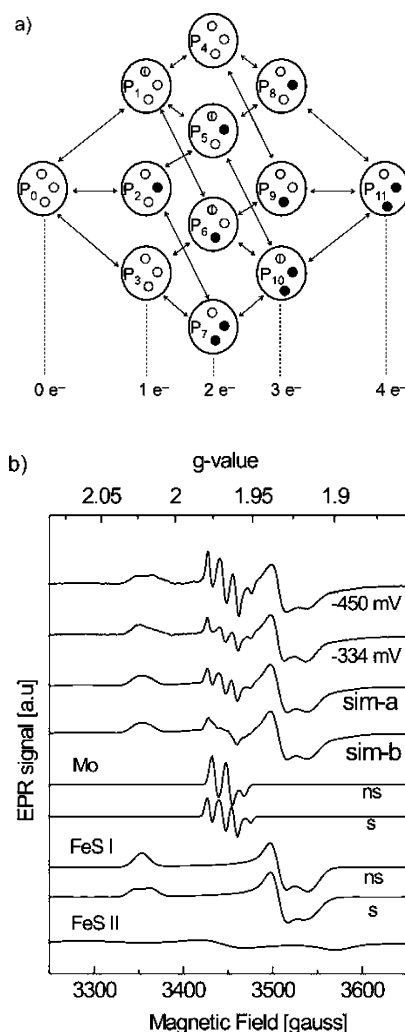 a)
P4
P1
P8
P5
P0
P2
P9
P11
P6
P3
P10
P7
0 e⁻
1 e⁻
2 e⁻
3 e⁻
4 e⁻
b)
g-value
2.05
2
1.95
1.9
EPR signal [a.u]
-450 mV
-334 mV
sim-a
sim-b
Mo
ns
s
FeS I
ns
s
FeS II
3300
3400
3500
3600
Magnetic Field [gauss]